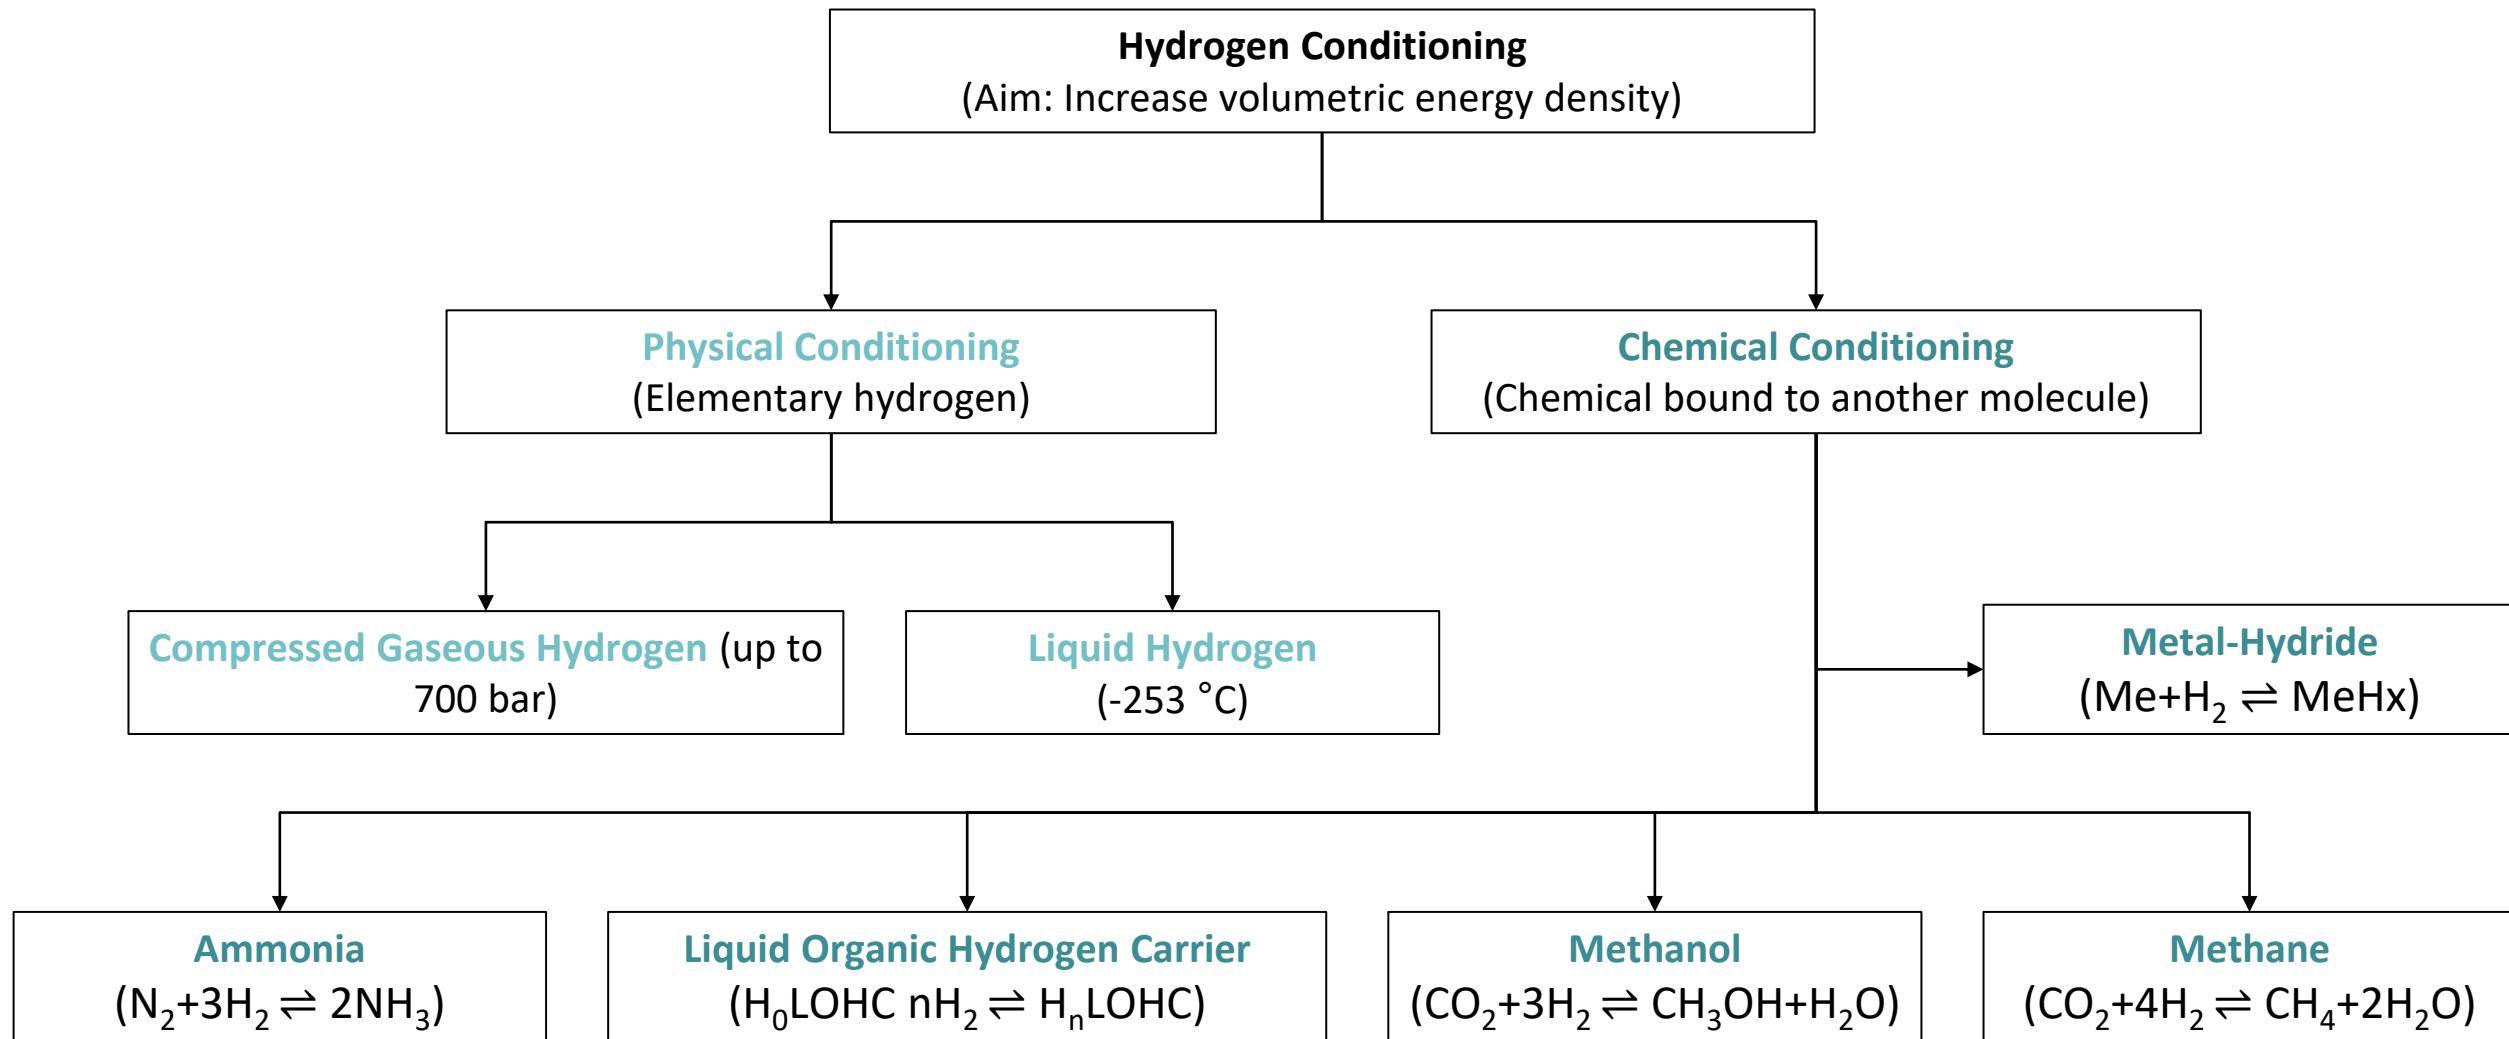 Hydrogen Conditioning
(Aim: Increase volumetric energy density)
Physical Conditioning
(Elementary hydrogen)
Chemical Conditioning
(Chemical bound to another molecule)
Compressed Gaseous Hydrogen (up to
700 bar)
Liquid Hydrogen
(-253 °C)
Metal-Hydride
(Me+H₂ ⇌ MeHx)
Ammonia
(N₂+3H₂ ⇌ 2NH₃)
Liquid Organic Hydrogen Carrier
(H₀LOHC nH₂ ⇌ HₙLOHC)
Methanol
(CO₂+3H₂ ⇌ CH₃OH+H₂O)
Methane
(CO₂+4H₂ ⇌ CH₄+2H₂O)